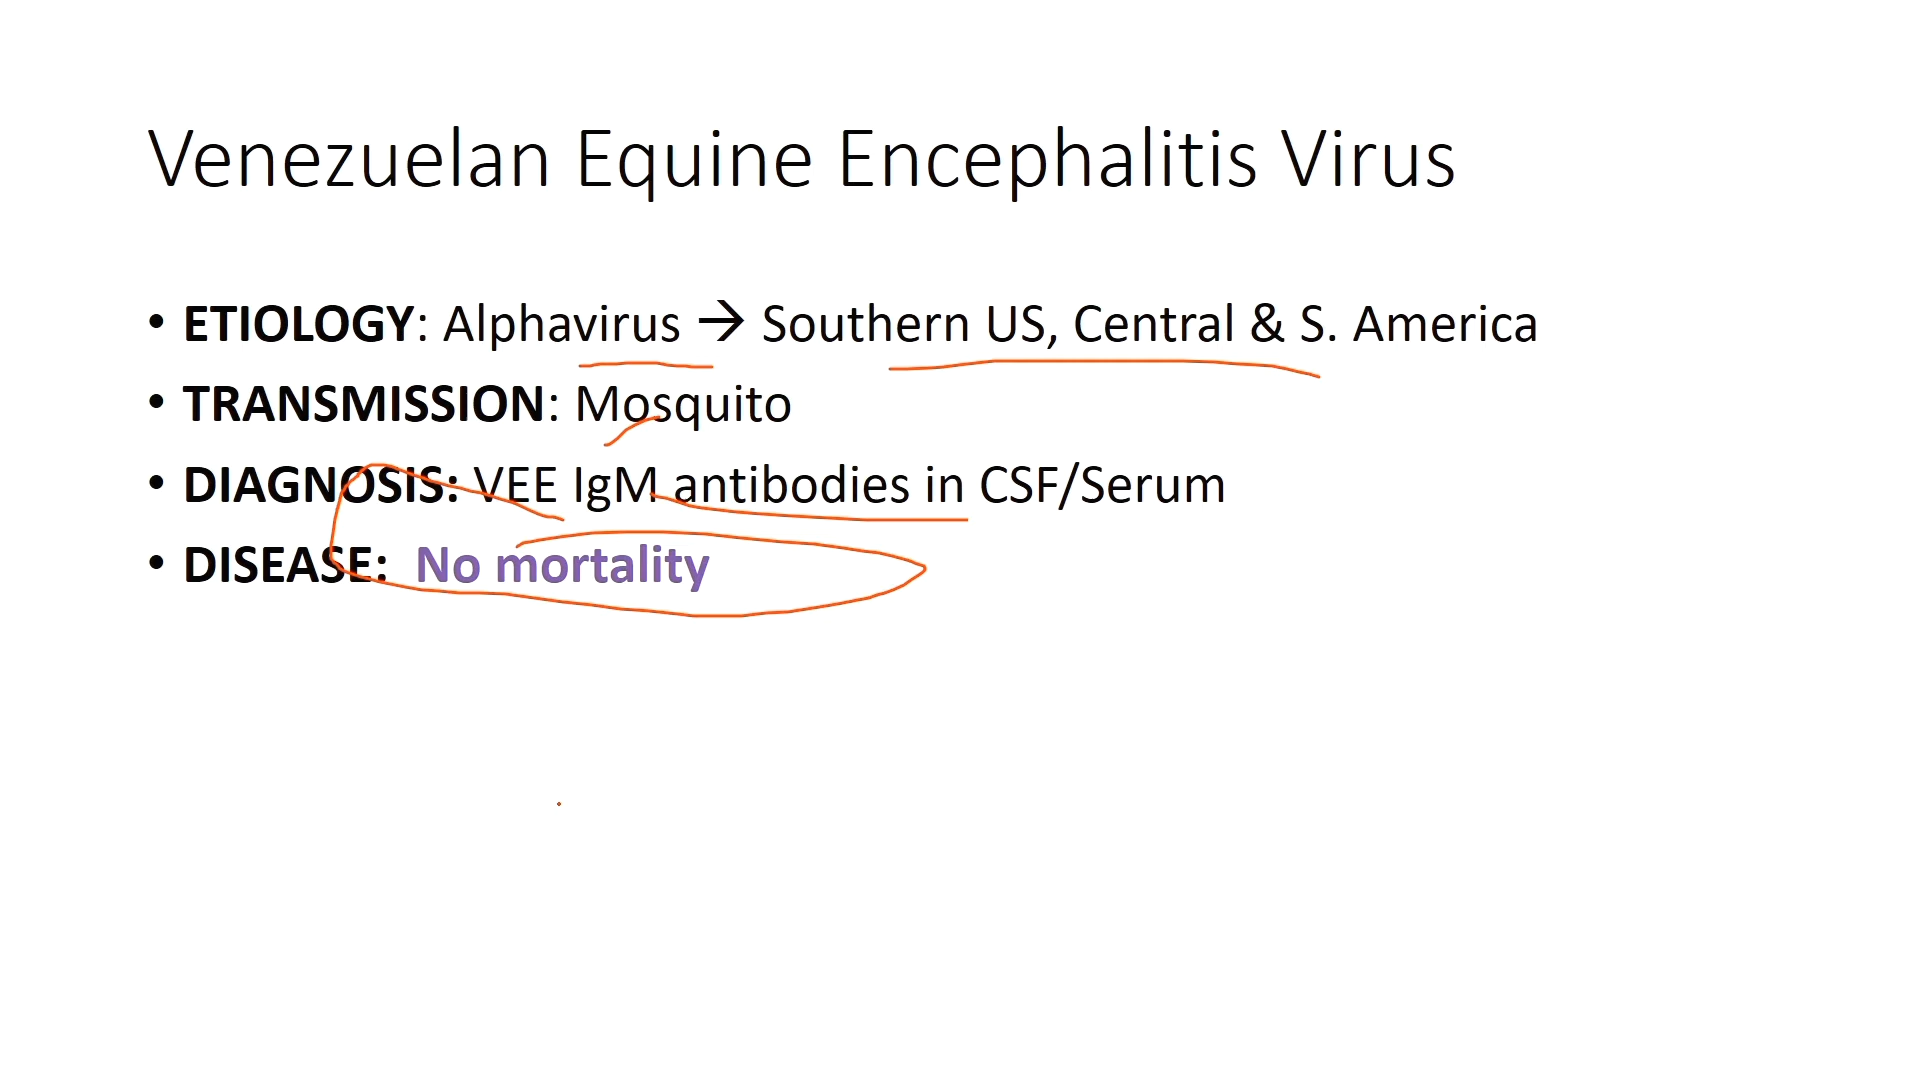 Venezuelan Equine Encephalitis Virus
• ETIOLOGY: Alphavirus → Southern US, Central & S. America
• TRANSMISSION: Mosquito
• DIAGNOSIS: VEE IgM antibodies in CSF/Serum
• DISEASE: No mortality